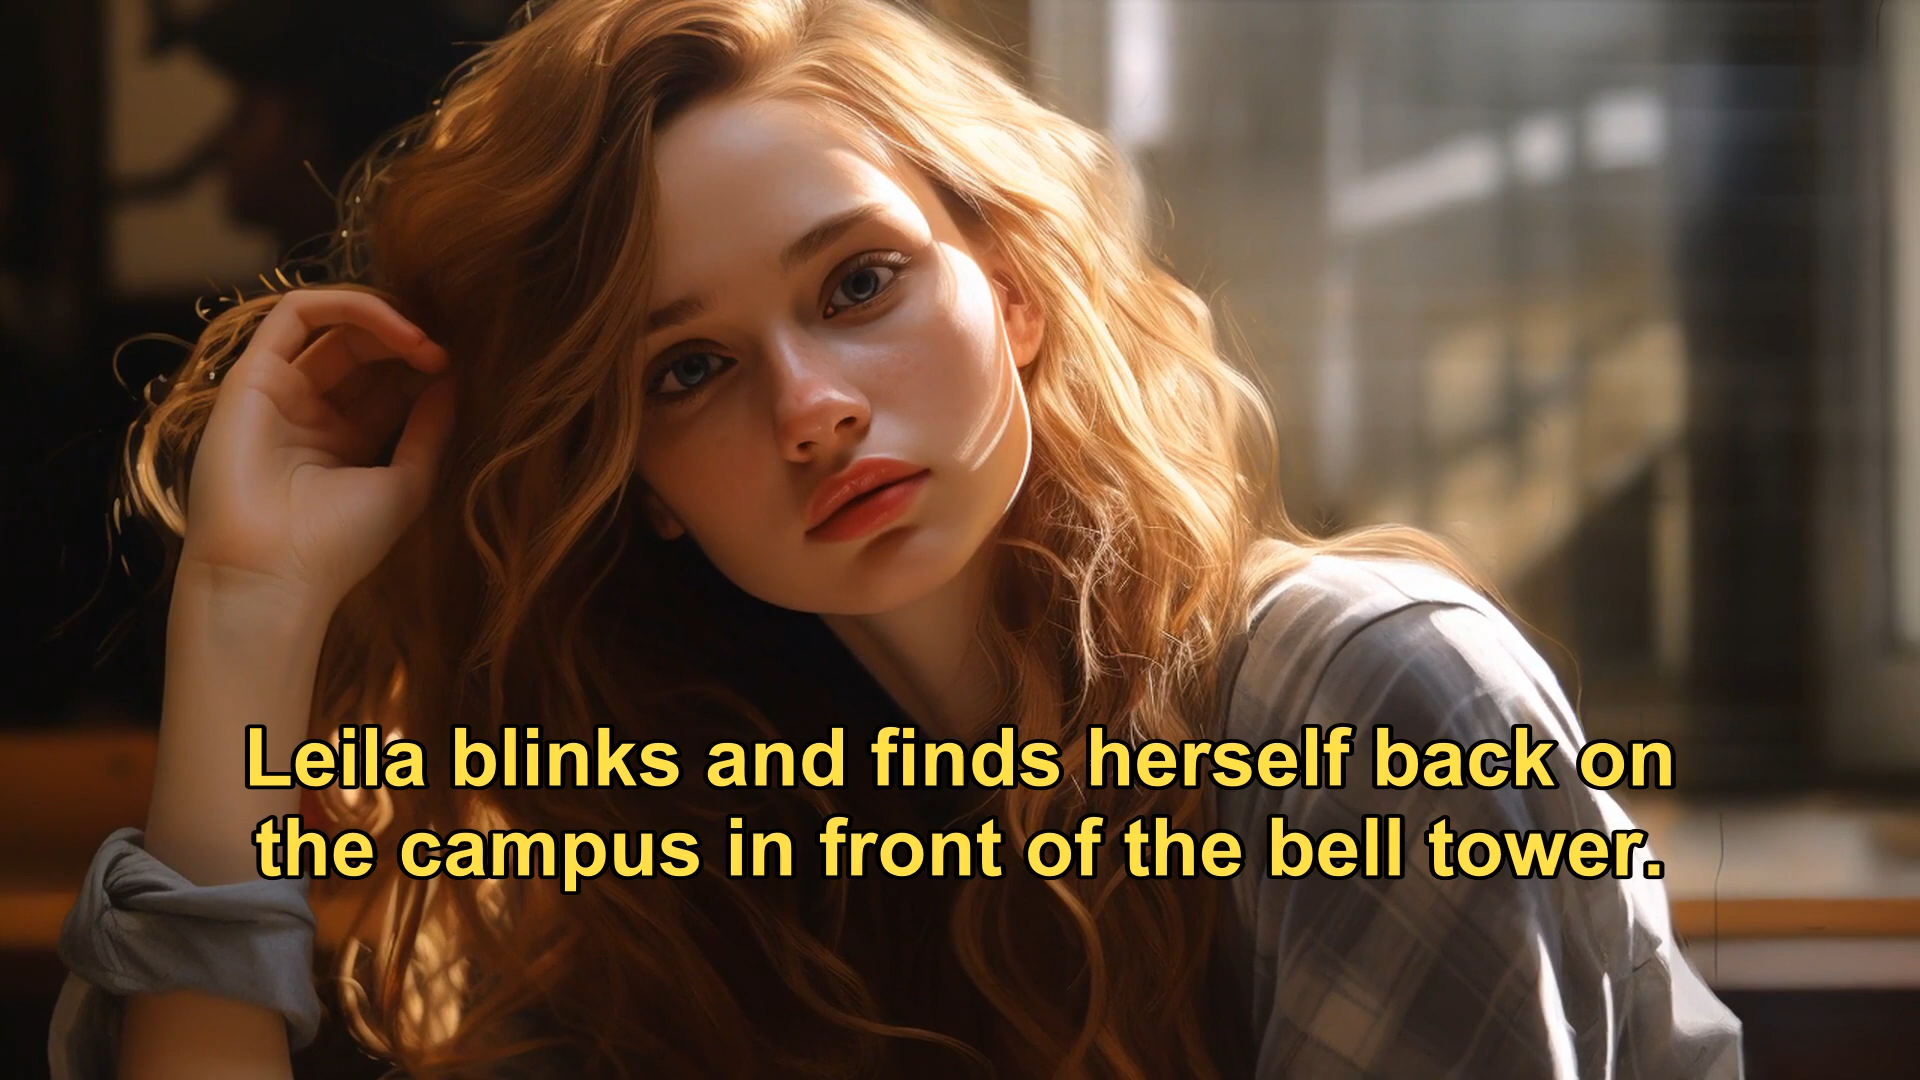 Leila blinks and finds herself back on
the campus in front of the bell tower.